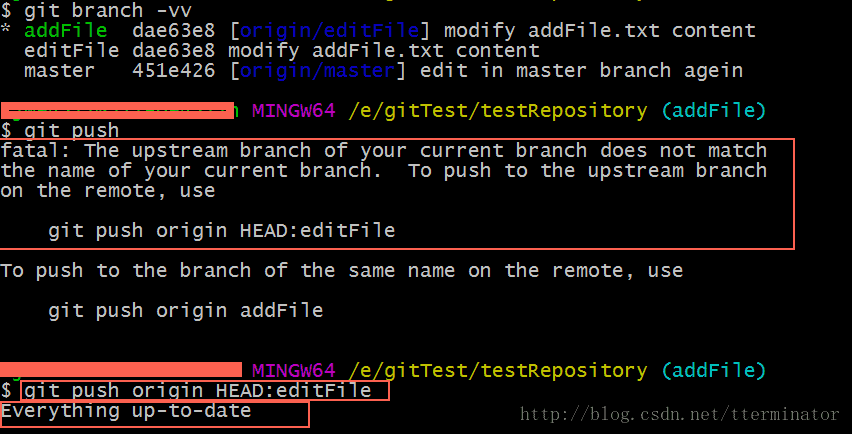 $ git branch -vv
* addFile  dae63e8 [origin/editFile] modify addFile.txt content
editFile dae63e8 modify addFile.txt content
master   451e426 [origin/master] edit in master branch agein
MINGW64 /e/gitTest/testRepository (addFile)
$ git push
fatal: The upstream branch of your current branch does not match
the name of your current branch.  To push to the upstream branch
on the remote, use
git push origin HEAD:editFile
To push to the branch of the same name on the remote, use
git push origin addFile
MINGW64 /e/gitTest/testRepository (addFile)
$ git push origin HEAD:editFile
Everything up-to-date
http://blog.csdn.net/tterminator